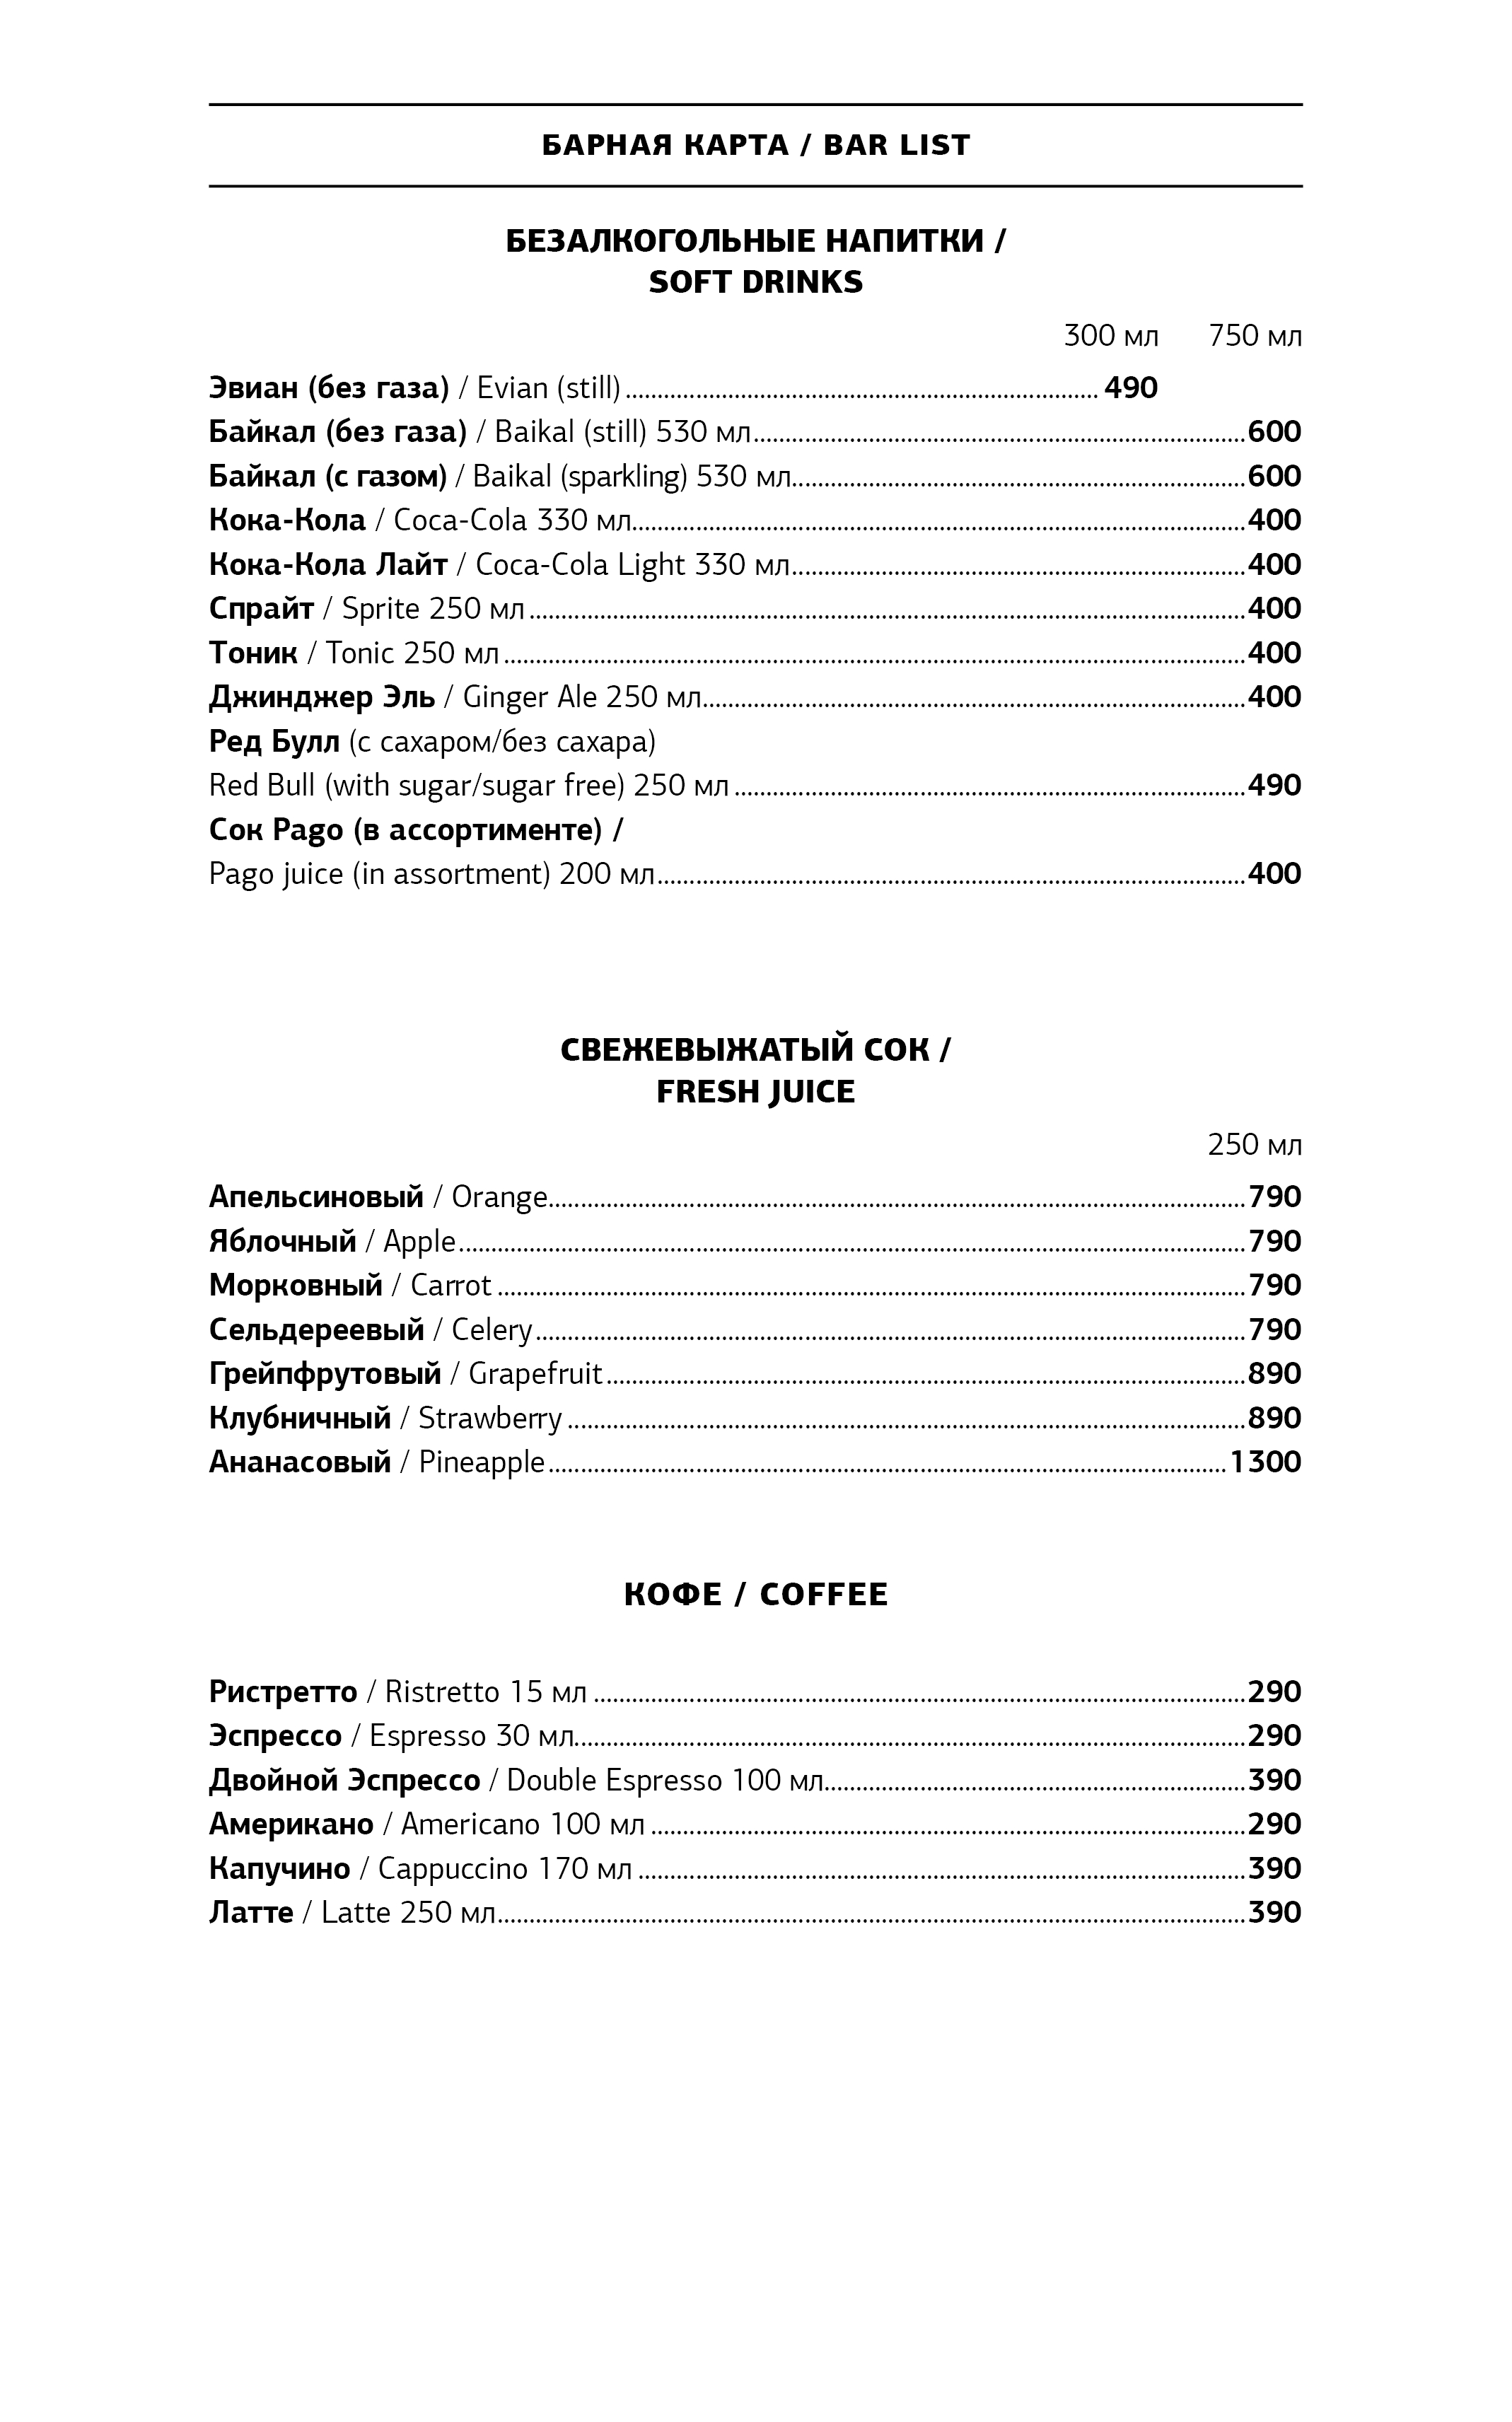 БАРНАЯ КАРТА / BAR LIST
БЕЗАЛКОГОЛЬНЫЕ НАПИТКИ /
SOFT DRINKS
300 мл 750 мл
Эвиан (без газа) / Evian (still) 490
Байкал (без газа) / Baikal (still) 530 мл 600
Байкал (с газом) / Baikal (sparkling) 530 мл 600
Кока-Кола / Coca-Cola 330 мл 400
Кока-Кола Лайт / Coca-Cola Light 330 мл 400
Спрайт / Sprite 250 мл 400
Тоник / Tonic 250 мл 400
Джинджер Эль / Ginger Ale 250 мл 400
Ред Булл (с сахаром/без сахара)
Red Bull (with sugar/sugar free) 250 мл 490
Сок Pago (в ассортименте) /
Pago juice (in assortment) 200 мл 400
СВЕЖЕВЫЖАТЫЙ СОК /
FRESH JUICE
250 мл
Апельсиновый / Orange 790
Яблочный / Apple 790
Морковный / Carrot 790
Сельдереевый / Celery 790
Грейпфрутовый / Grapefruit 890
Клубничный / Strawberry 890
Ананасовый / Pineapple 1300
КОФЕ / COFFEE
Ристретто / Ristretto 15 мл 290
Эспрессо / Espresso 30 мл 290
Двойной Эспрессо / Double Espresso 100 мл 390
Американо / Americano 100 мл 290
Капучино / Cappuccino 170 мл 390
Латте / Latte 250 мл 390